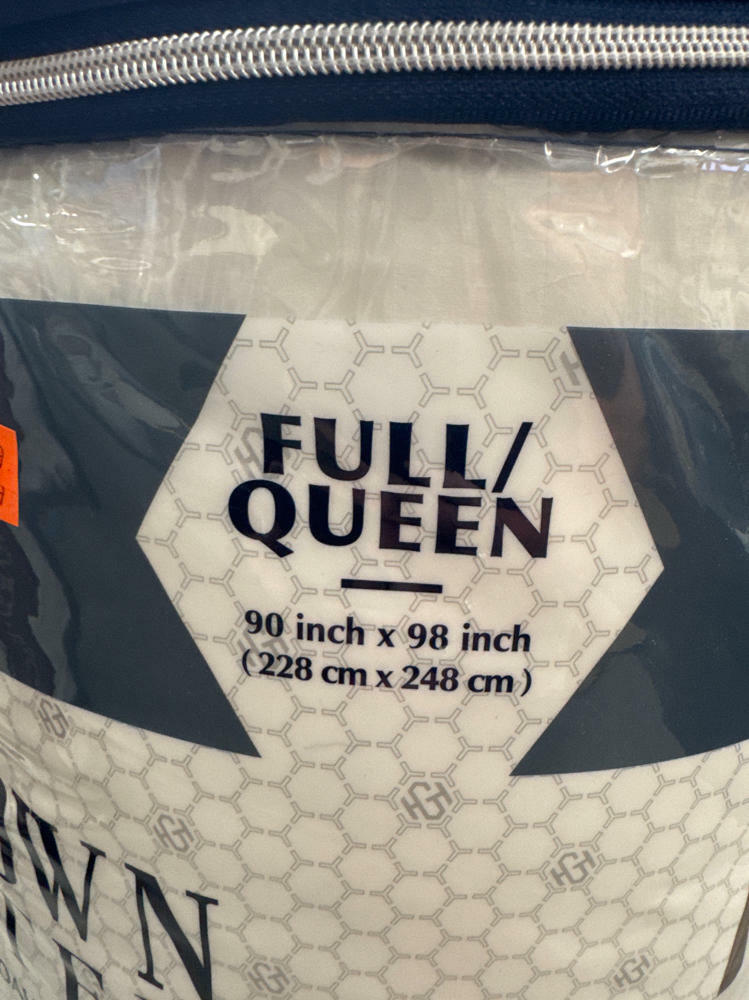 FULL/
QUEEN
90 inch x 98 inch
(228 cm x 248 cm)